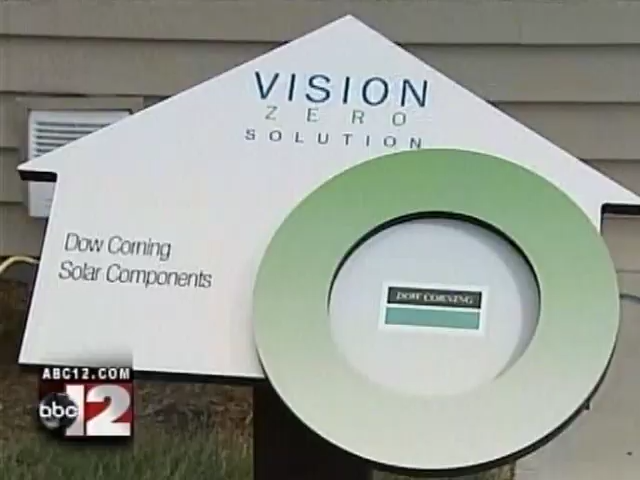 VISION
ZERO
SOLUTION
Dow Corning
Solar Components
DOW CORNING
ABC12.COM
abc 12